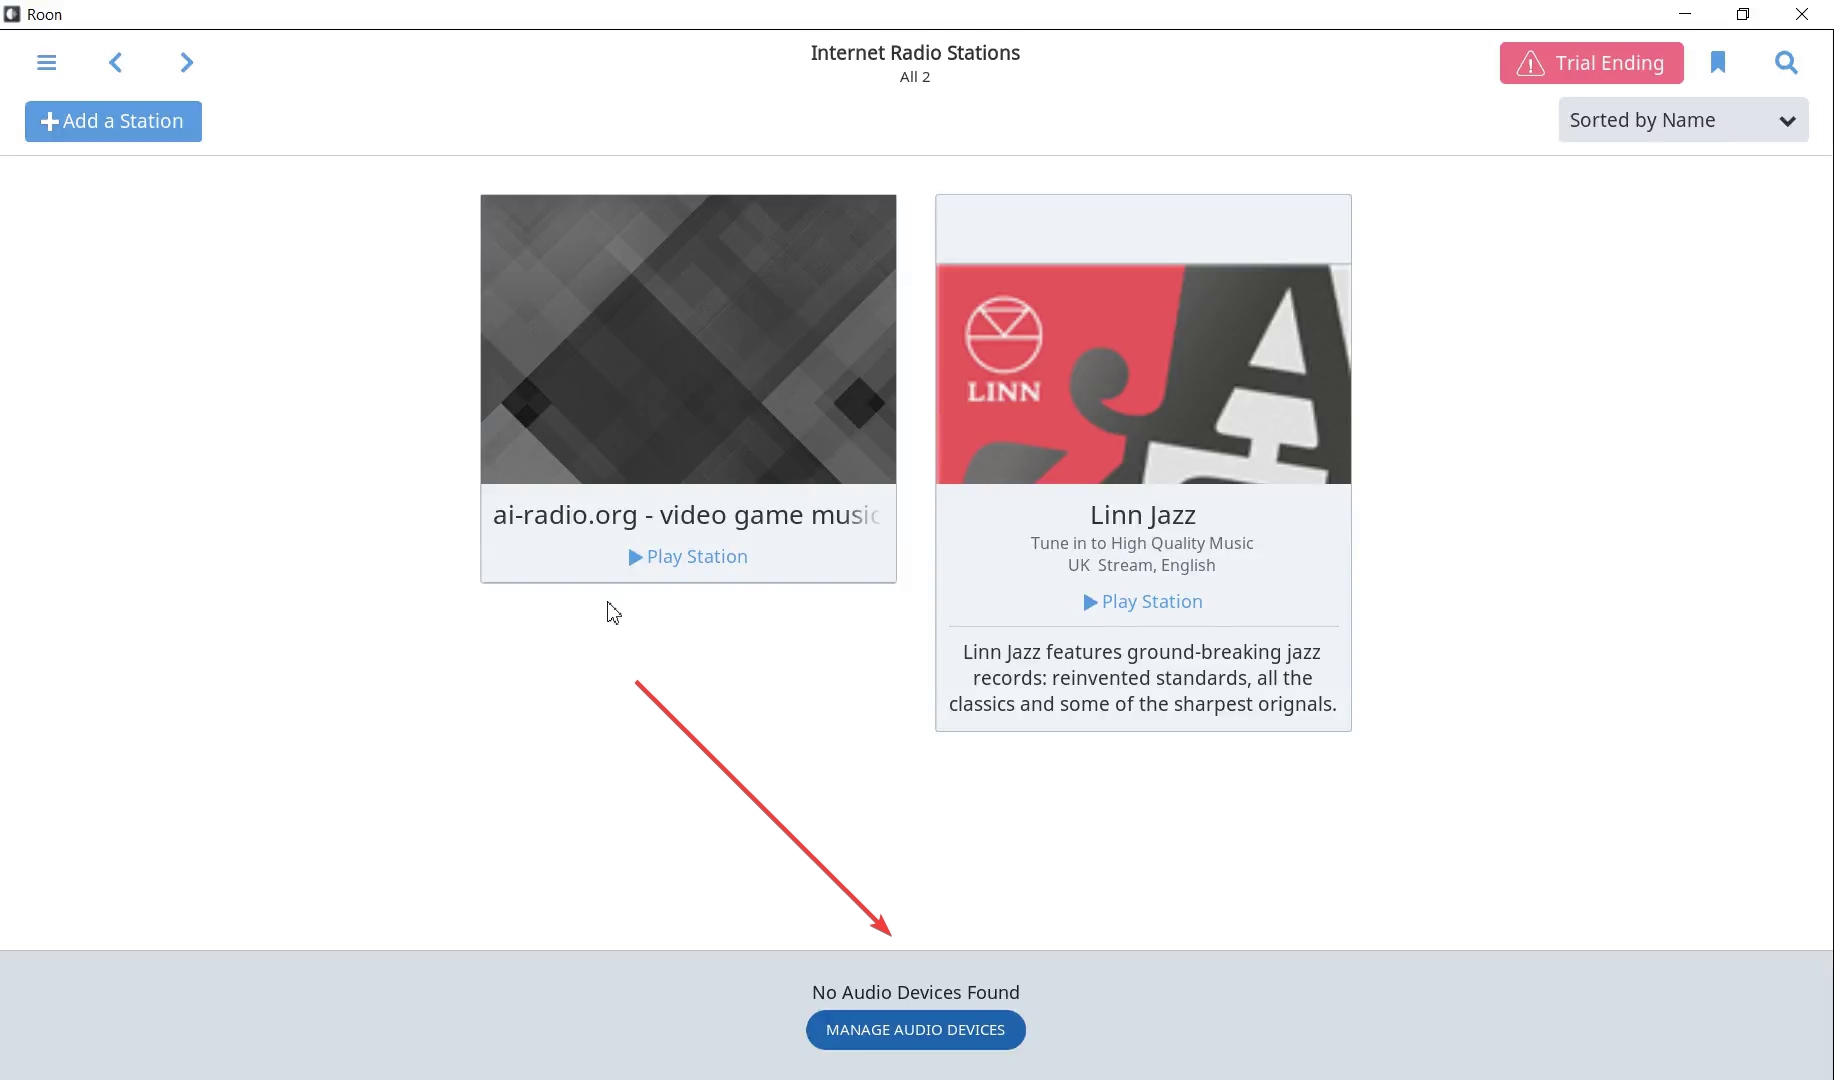 Roon
Internet Radio Stations
All 2
Trial Ending
Add a Station
Sorted by Name
LINN
ai-radio.org - video game music
Play Station
Linn Jazz
Tune in to High Quality Music
UK Stream, English
Play Station
Linn Jazz features ground-breaking jazz
records: reinvented standards, all the
classics and some of the sharpest orignals.
No Audio Devices Found
MANAGE AUDIO DEVICES